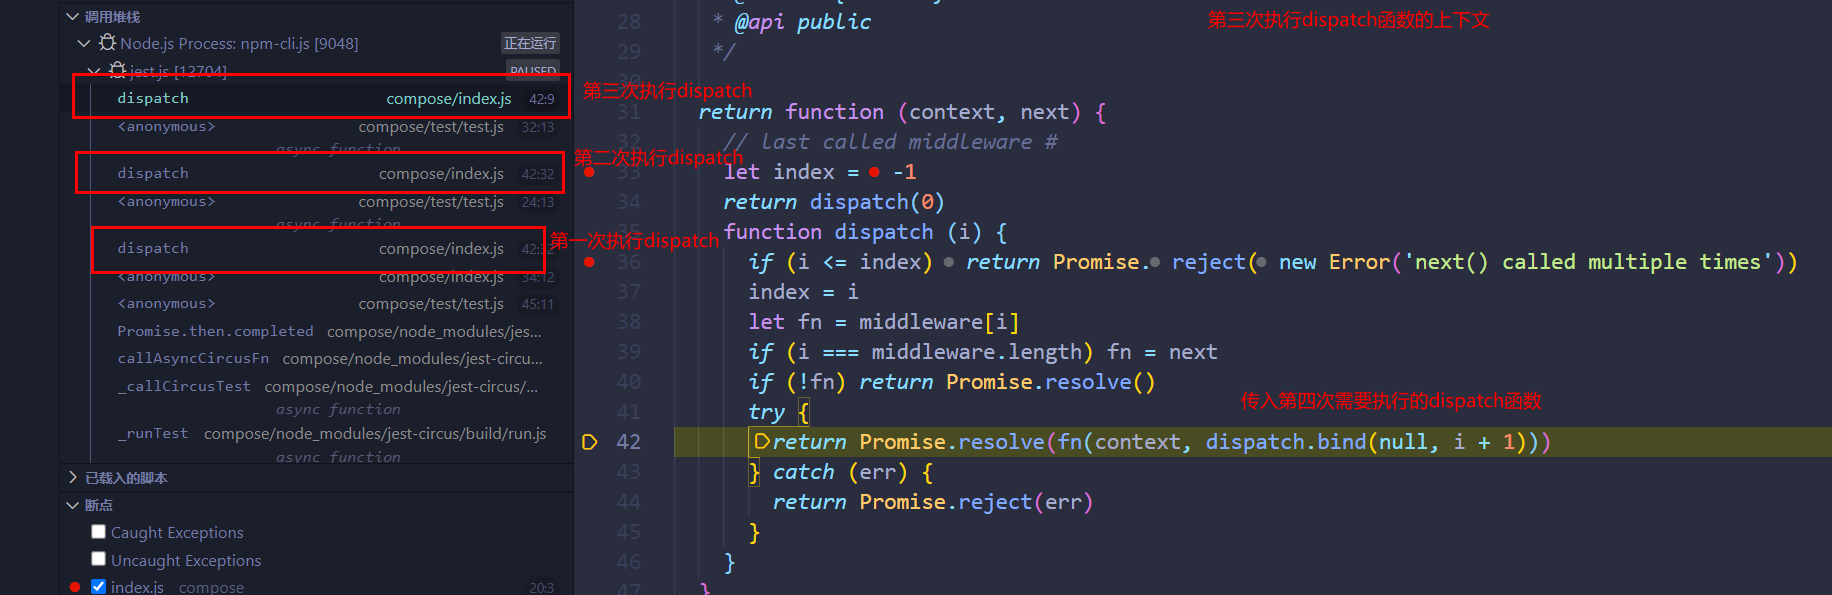 调用堆栈
Node.js Process: npm-cli.js [9048] 正在运行
jest.js [12704] PAUSED
dispatch compose/index.js 42:9
第三次执行dispatch
<anonymous> compose/test/test.js 32:13
async function
第二次执行dispatch
dispatch compose/index.js 42:32
<anonymous> compose/test/test.js 24:13
async function
第一次执行dispatch
dispatch compose/index.js
<anonymous> compose/test/test.js 34:12
<anonymous> compose/test/test.js 45:11
Promise.then.completed compose/node_modules/jes...
callAsyncCircusFn compose/node_modules/jest-circu...
_callCircusTest compose/node_modules/jest-circus/...
async function
_runTest compose/node_modules/jest-circus/build/run.js
async function
已载入的脚本
断点
Caught Exceptions
Uncaught Exceptions
index.js compose 20:3
第三次执行dispatch函数的上下文
28 * @api public
29 */
30
31 return function (context, next) {
32 // last called middleware #
33 let index = -1
34 return dispatch(0)
35 function dispatch (i) {
36 if (i <= index) return Promise. reject( new Error('next() called multiple times'))
37 index = i
38 let fn = middleware[i]
39 if (i === middleware.length) fn = next
40 if (!fn) return Promise.resolve()
传入第四次需要执行的dispatch函数
41 try {
42 return Promise.resolve(fn(context, dispatch.bind(null, i + 1)))
43 } catch (err) {
44 return Promise.reject(err)
45 }
46 }
47 }